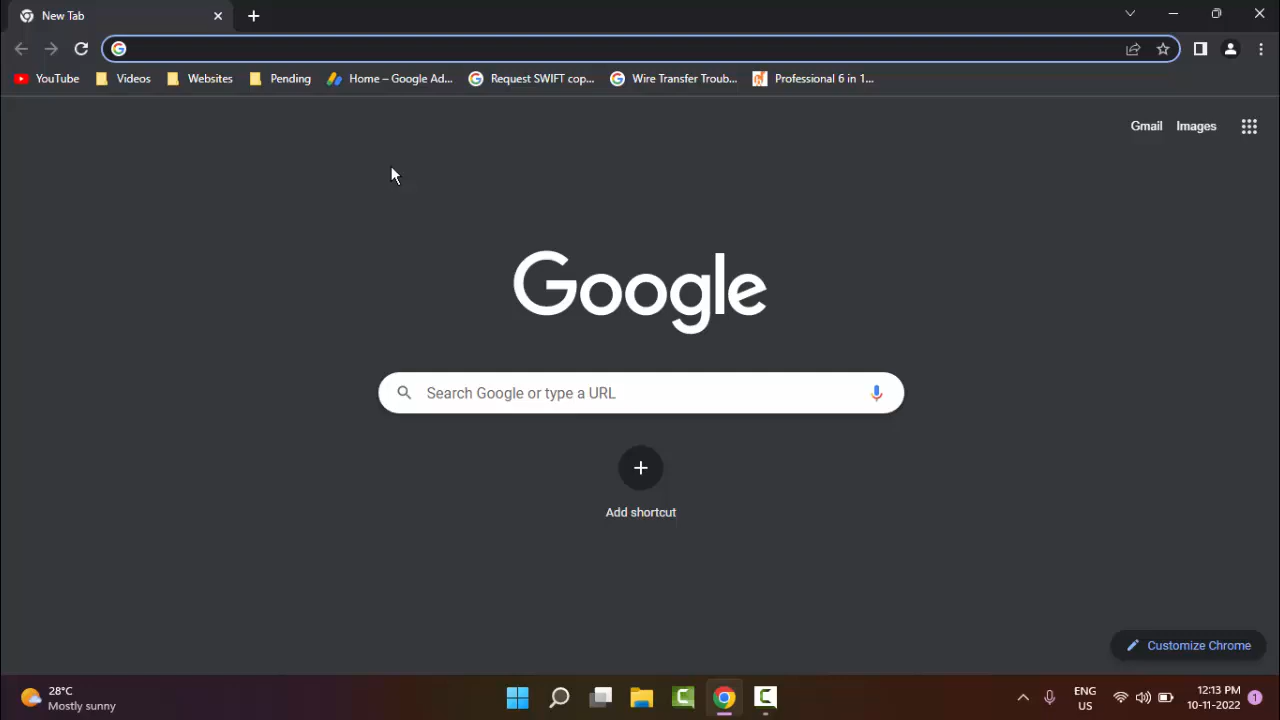 New Tab
YouTube Videos Websites Pending Home – Google Ad... Request SWIFT cop... Wire Transfer Troub... Professional 6 in 1...
Gmail Images
Google
Search Google or type a URL
Add shortcut
Customize Chrome
28°C
Mostly sunny
ENG
US
12:13 PM
10-11-2022
1